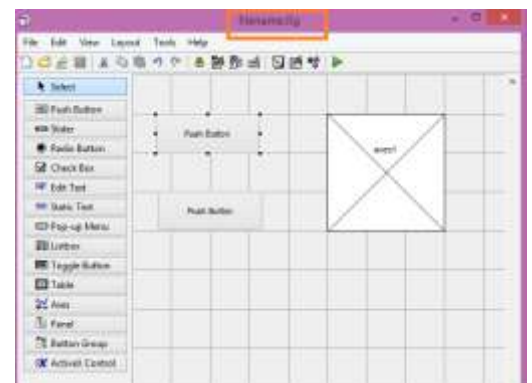 Filename.fig
File Edit View Layout Tools Help
Select
Push Button
Slider
Radio Button
Check Box
Edit Text
Static Text
Pop-up Menu
Listbox
Toggle Button
Table
Axes
Panel
Button Group
ActiveX Control
Push Button
axes1
Push Button